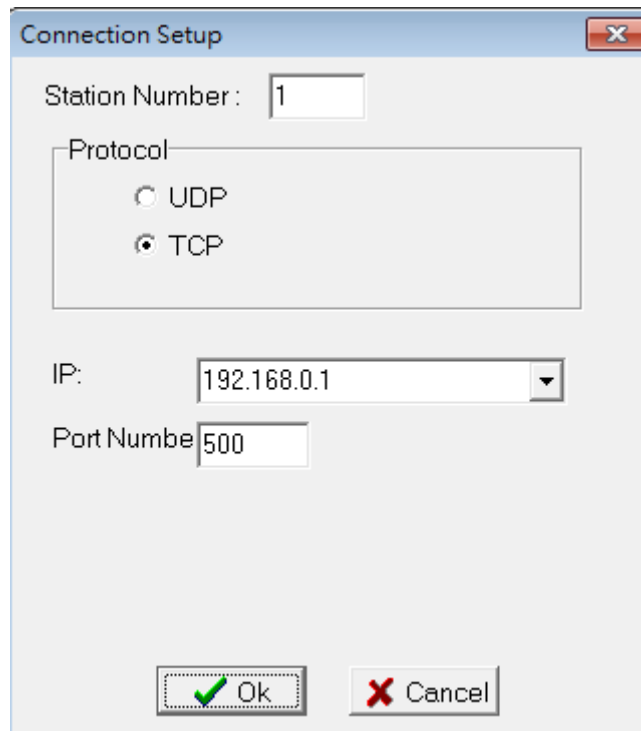 Connection Setup
Station Number : 1
Protocol
UDP
TCP
IP: 192.168.0.1
Port Numbe 500
Ok Cancel